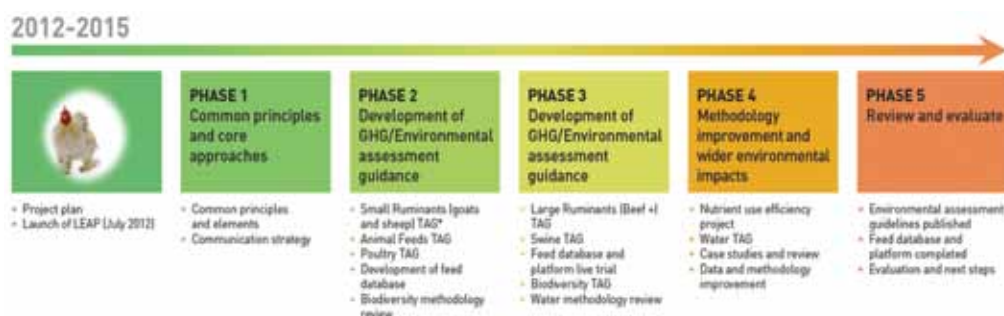 2012-2015
PHASE 1
Common principles
and core
approaches
PHASE 2
Development of
GHG/Environmental
assessment
guidance
PHASE 3
Development of
GHG/Environmental
assessment
guidance
PHASE 4
Methodology
improvement and
wider environmental
impacts
PHASE 5
Review and evaluate
• Project plan
• Launch of LEAP (July 2012)
• Common principles
and elements
• Communication strategy
• Small Ruminants (goats
and sheep) TAG*
• Animal Feeds TAG
• Poultry TAG
• Development of feed
database
• Biodiversity methodology
review
• Large Ruminants (Beef +)
TAG
• Swine TAG
• Feed database and
platform live trial
• Biodiversity TAG
• Water methodology review
• Nutrient use efficiency
project
• Water TAG
• Case studies and review
• Data and methodology
improvement
• Environmental assessment
guidelines published
• Feed database and
platform completed
• Evaluation and next steps